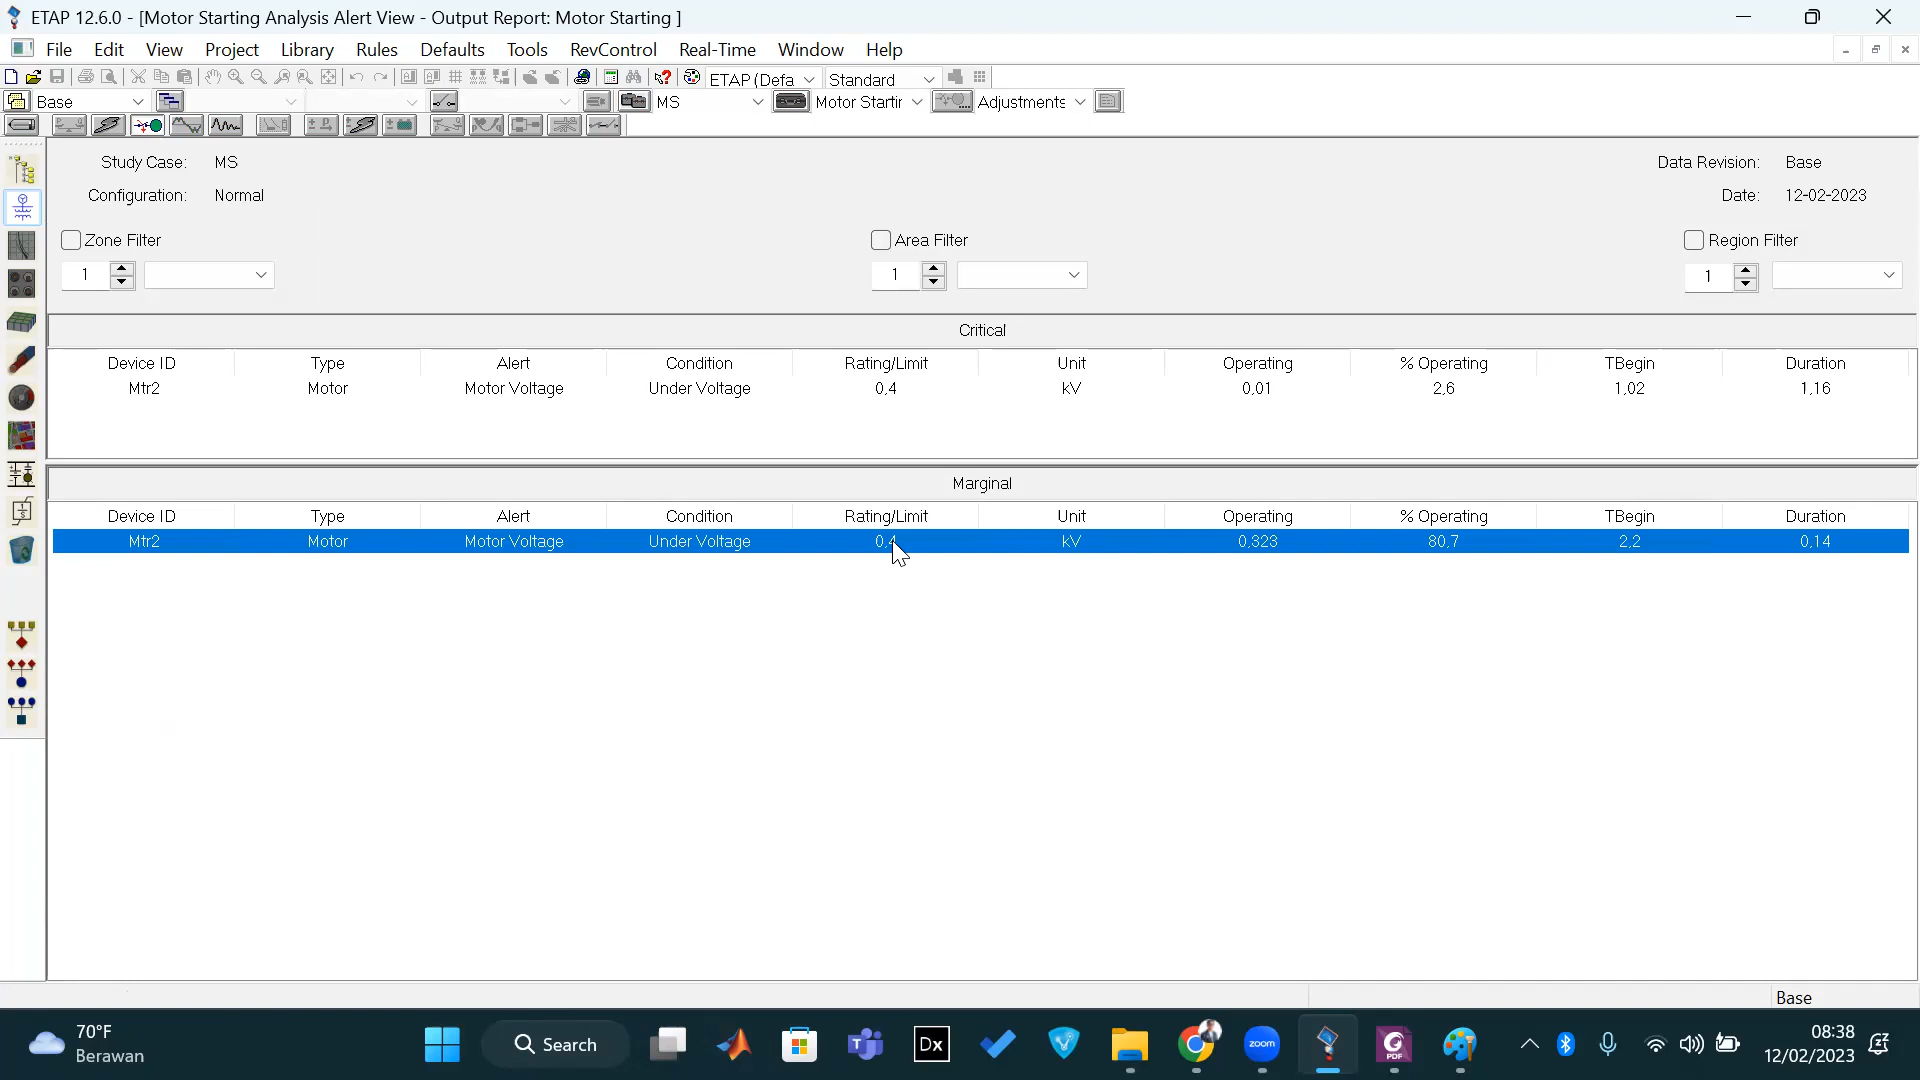 ETAP 12.6.0 - [Motor Starting Analysis Alert View - Output Report: Motor Starting ]
File Edit View Project Library Rules Defaults Tools RevControl Real-Time Window Help
ETAP (Defa Standard
Base MS Motor Startir Adjustments
Study Case: MS Data Revision: Base
Configuration: Normal Date: 12-02-2023
Zone Filter Area Filter Region Filter
1 1 1
Critical
Device ID Type Alert Condition Rating/Limit Unit Operating % Operating TBegin Duration
Mtr2 Motor Motor Voltage Under Voltage 0,4 kV 0,01 2,6 1,02 1,16
Marginal
Device ID Type Alert Condition Rating/Limit Unit Operating % Operating TBegin Duration
Mtr2 Motor Motor Voltage Under Voltage 0,4 kV 0,323 80,7 2,2 0,14
Base
70°F
Berawan
Search
Dx
zoom
PDF
08:38
12/02/2023